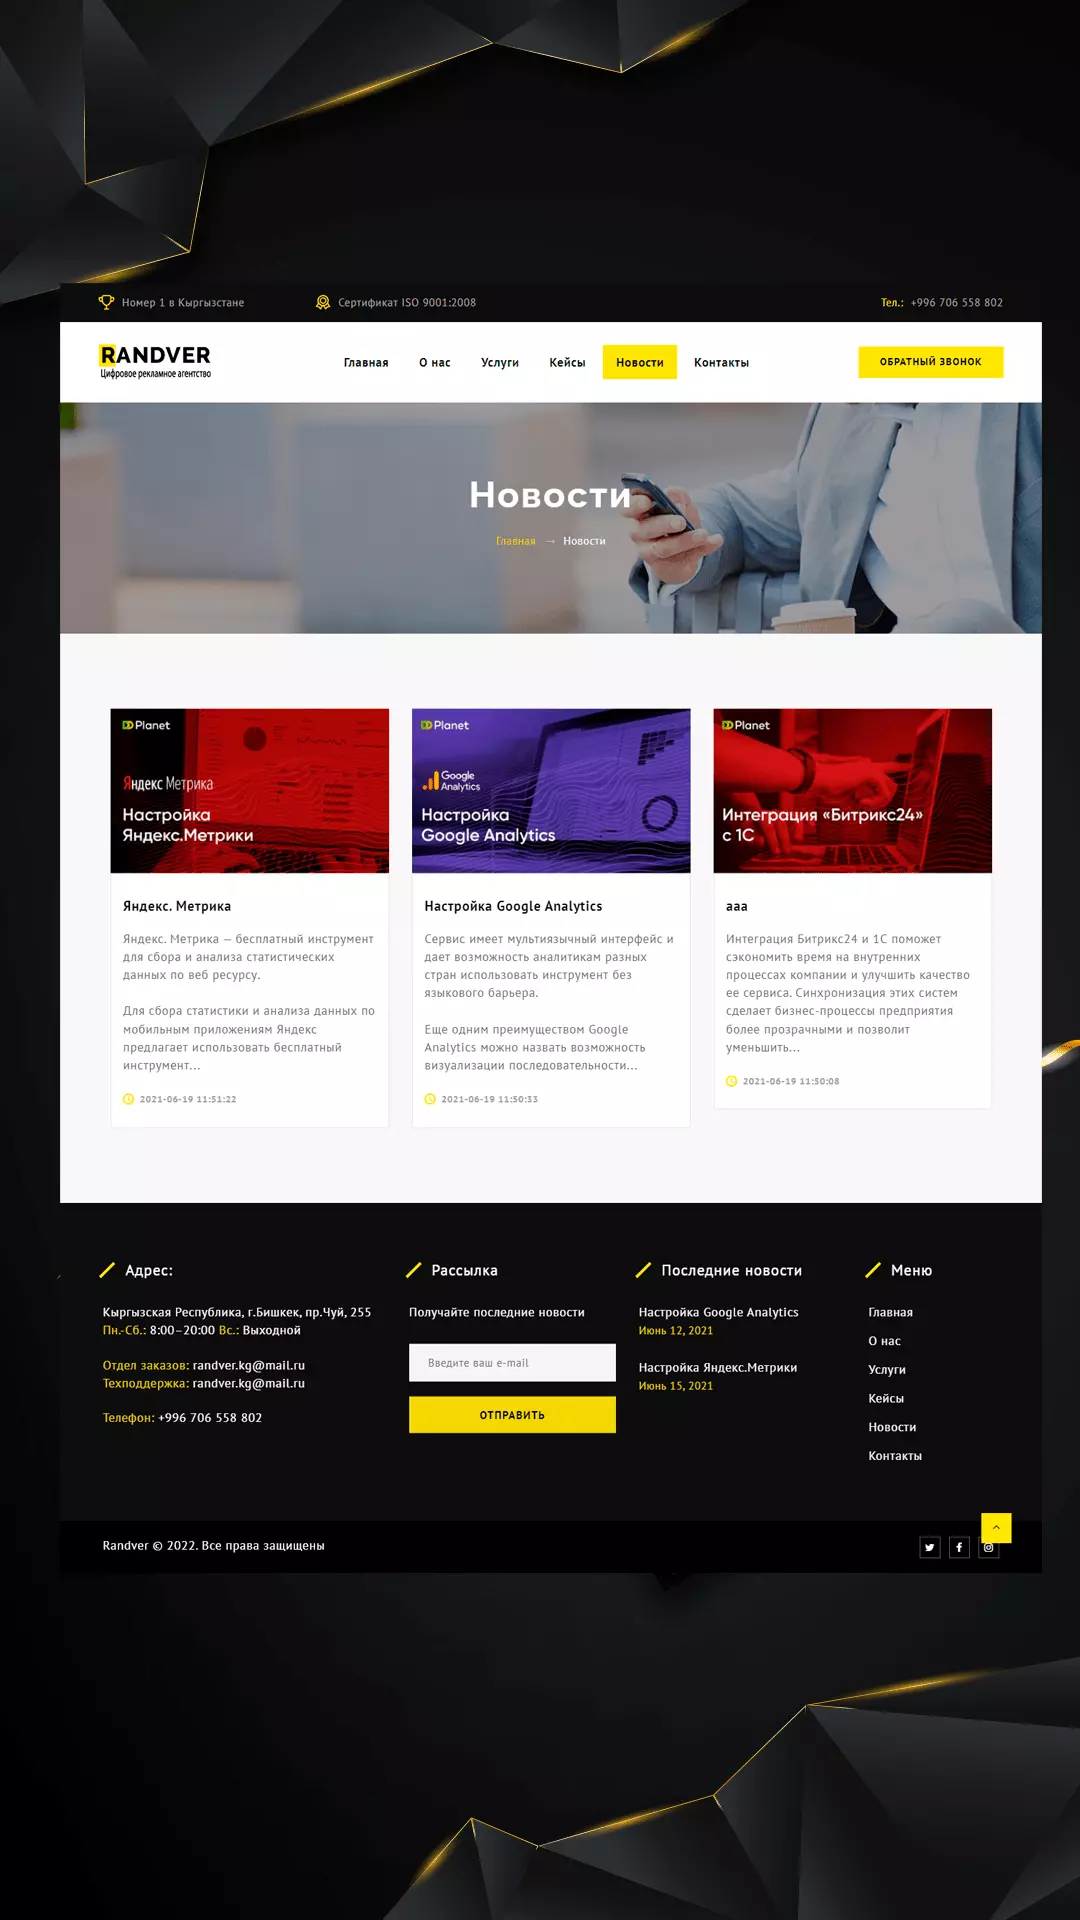 Номер 1 в Кыргызстане
Сертификат ISO 9001:2008
Тел.: +996 706 558 802
RANDVER
Цифровое рекламное агентство
Главная
О нас
Услуги
Кейсы
Новости
Контакты
ОБРАТНЫЙ ЗВОНОК
Новости
Главная → Новости
Planet
Яндекс Метрика
Настройка
Яндекс.Метрики
Яндекс. Метрика
Яндекс. Метрика — бесплатный инструмент
для сбора и анализа статистических
данных по веб ресурсу.
Для сбора статистики и анализа данных по
мобильным приложениям Яндекс
предлагает использовать бесплатный
инструмент...
2021-06-19 11:51:22
Planet
Google
Analytics
Настройка
Google Analytics
Настройка Google Analytics
Сервис имеет мультиязычный интерфейс и
дает возможность аналитикам разных
стран использовать инструмент без
языкового барьера.
Еще одним преимуществом Google
Analytics можно назвать возможность
визуализации последовательности...
2021-06-19 11:50:33
Planet
Интеграция «Битрикс24»
с 1С
ааа
Интеграция Битрикс24 и 1С поможет
сэкономить время на внутренних
процессах компании и улучшить качество
ее сервиса. Синхронизация этих систем
сделает бизнес-процессы предприятия
более прозрачными и позволит
уменьшить...
2021-06-19 11:50:08
Адрес:
Кыргызская Республика, г.Бишкек, пр.Чуй, 255
Пн.-Сб.: 8:00–20:00 Вс.: Выходной
Отдел заказов: randver.kg@mail.ru
Техподдержка: randver.kg@mail.ru
Телефон: +996 706 558 802
Рассылка
Получайте последние новости
Введите ваш e-mail
ОТПРАВИТЬ
Последние новости
Настройка Google Analytics
Июнь 12, 2021
Настройка Яндекс.Метрики
Июнь 15, 2021
Меню
Главная
О нас
Услуги
Кейсы
Новости
Контакты
Randver © 2022. Все права защищены